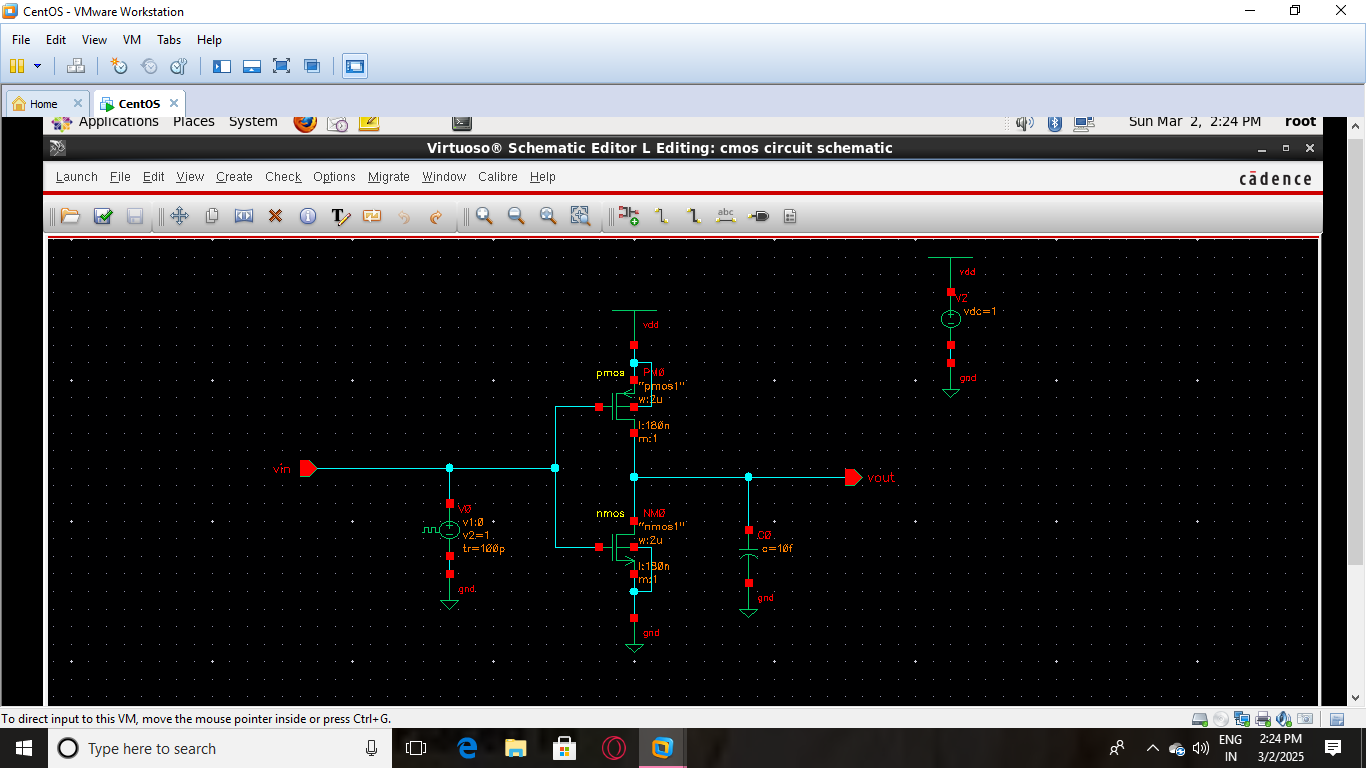 CentOS - VMware Workstation
File Edit View VM Tabs Help
Home CentOS
Applications Places System Sun Mar 2, 2:24 PM root
Virtuoso® Schematic Editor L Editing: cmos circuit schematic
Launch File Edit View Create Check Options Migrate Window Calibre Help
cādence
abc
vdd
V2
vdc=1
gnd
vdd
pmos PM0
"pmos1"
w:2u
l:180n
m:1
vin
vout
V0
v1:0
v2=1
tr=100p
gnd
nmos NM0
"nmos1"
w:2u
l:180n
m:1
gnd
C0
c=10f
gnd
To direct input to this VM, move the mouse pointer inside or press Ctrl+G.
Type here to search
ENG
IN
2:24 PM
3/2/2025